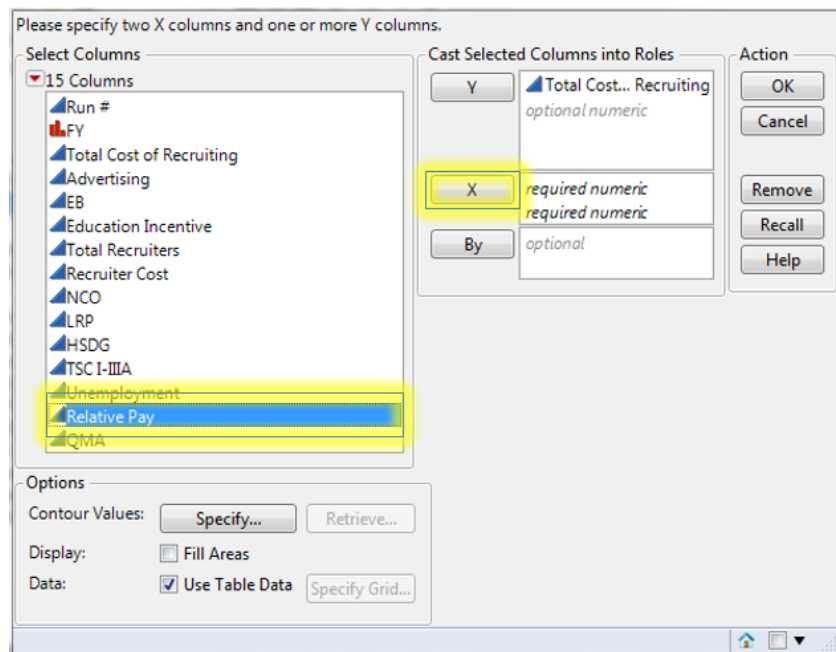 Please specify two X columns and one or more Y columns.
Select Columns
15 Columns
Run #
FY
Total Cost of Recruiting
Advertising
EB
Education Incentive
Total Recruiters
Recruiter Cost
NCO
LRP
HSDG
TSC I-IIIA
Unemployment
Relative Pay
QMA
Cast Selected Columns into Roles
Y
Total Cost... Recruiting
optional numeric
X
required numeric
required numeric
By
optional
Action
OK
Cancel
Remove
Recall
Help
Options
Contour Values: Specify... Retrieve...
Display: Fill Areas
Data: Use Table Data Specify Grid...